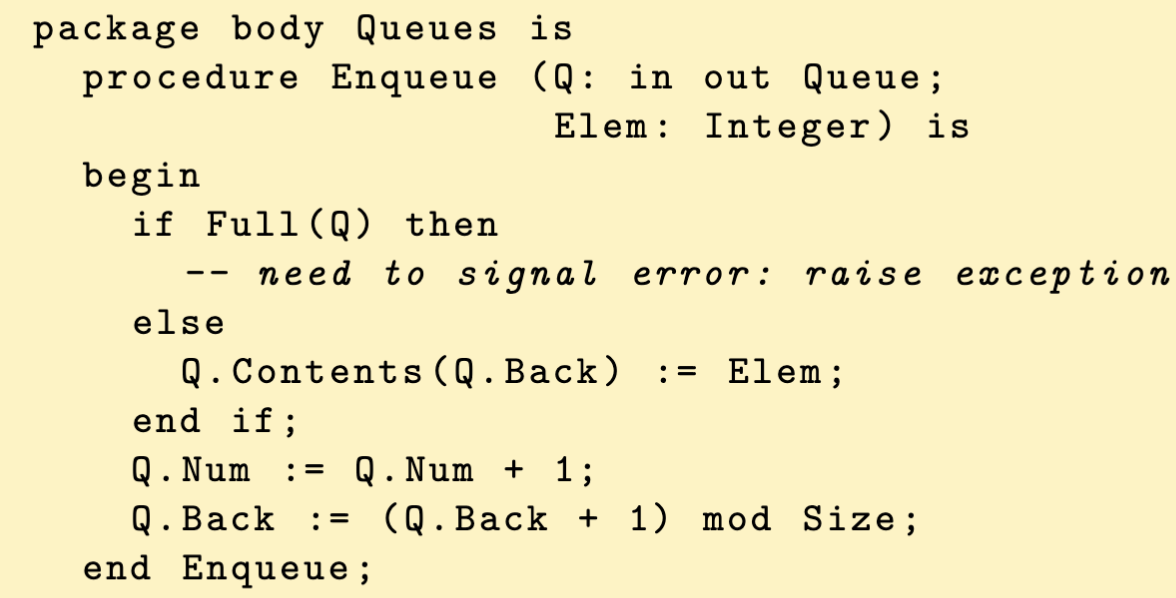 package body Queues is
procedure Enqueue (Q: in out Queue;
Elem: Integer) is
begin
if Full(Q) then
-- need to signal error: raise exception
else
Q.Contents(Q.Back) := Elem;
end if;
Q.Num := Q.Num + 1;
Q.Back := (Q.Back + 1) mod Size;
end Enqueue;